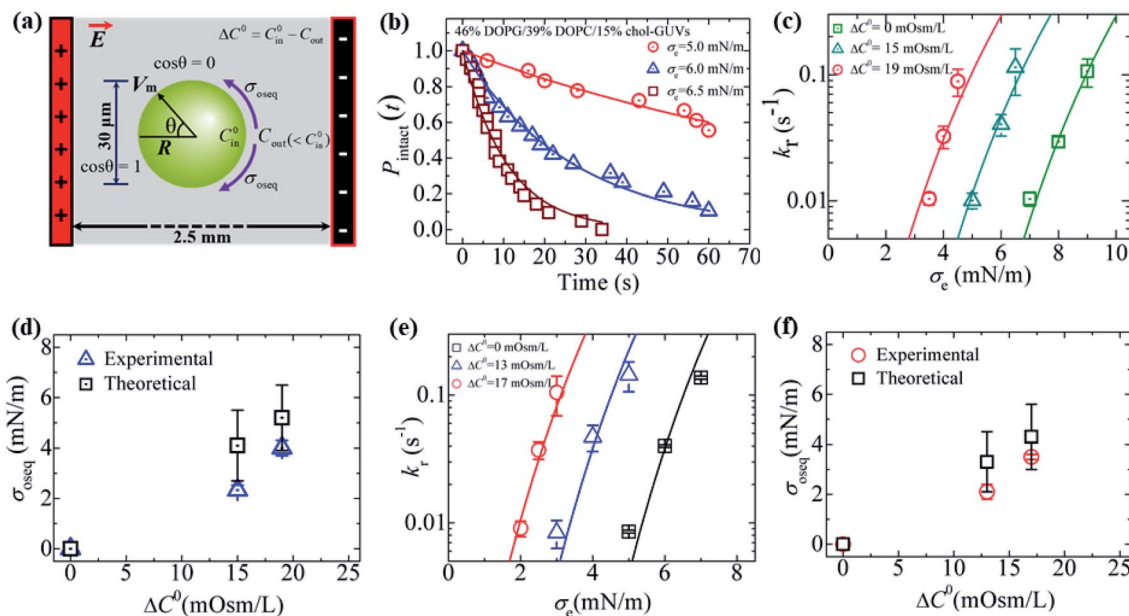 (a)
E
ΔC⁰ = C⁰in − Cout
cosθ = 0
Vm
σoseq
30 μm
θ
R
C⁰in
Cout(< C⁰in)
cosθ = 1
σoseq
2.5 mm
(b)
46% DOPG/39% DOPC/15% chol-GUVs
σe=5.0 mN/m
σe=6.0 mN/m
σe=6.5 mN/m
Pintact (t)
1.0
0.8
0.6
0.4
0.2
0.0
0 10 20 30 40 50 60 70
Time (s)
(c)
ΔC⁰= 0 mOsm/L
ΔC⁰= 15 mOsm/L
ΔC⁰= 19 mOsm/L
kr (s⁻¹)
0.1
0.01
0 2 4 6 8 10
σe (mN/m)
(d)
Experimental
Theoretical
σoseq (mN/m)
8
6
4
2
0
0 5 10 15 20 25
ΔC⁰(mOsm/L)
(e)
ΔC⁰=0 mOsm/L
ΔC⁰=13 mOsm/L
ΔC⁰=17 mOsm/L
kr (s⁻¹)
0.1
0.01
0 2 4 6 8
σe(mN/m)
(f)
Experimental
Theoretical
σoseq (mN/m)
8
6
4
2
0
0 5 10 15 20 25
ΔC⁰(mOsm/L)